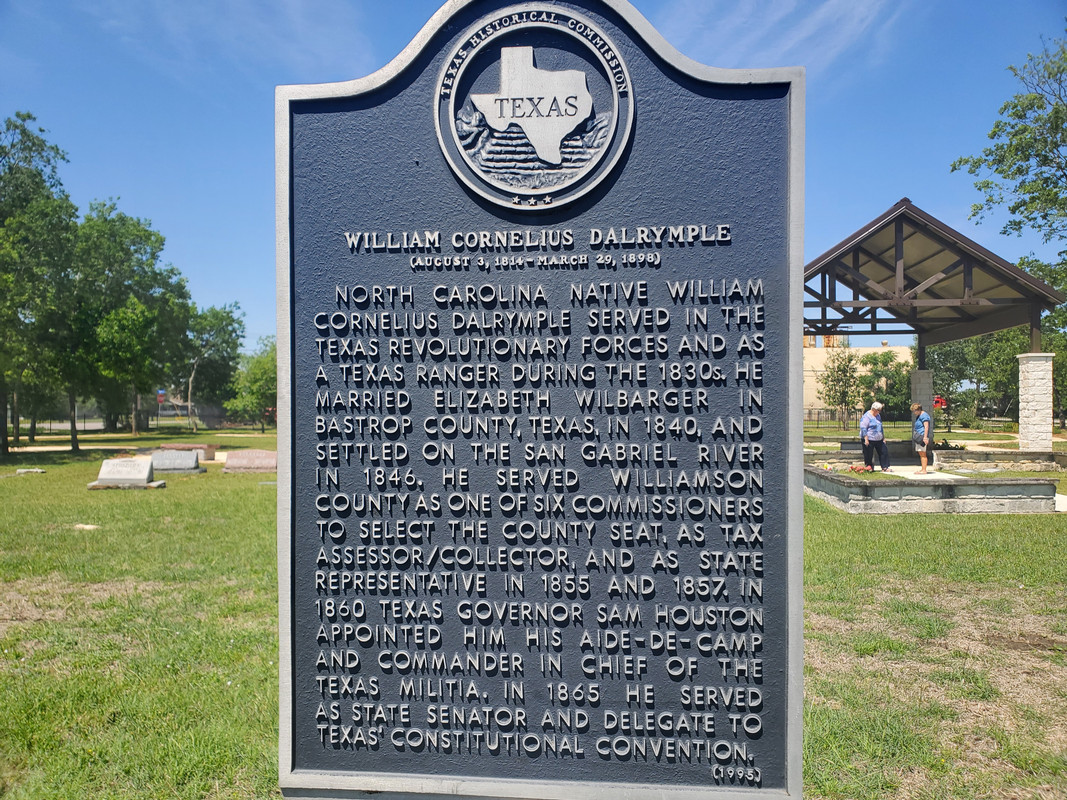 TEXAS HISTORICAL COMMISSION
TEXAS
WILLIAM CORNELIUS DALRYMPLE
(AUGUST 3, 1814-MARCH 29, 1898)
NORTH CAROLINA NATIVE WILLIAM
CORNELIUS DALRYMPLE SERVED IN THE
TEXAS REVOLUTIONARY FORCES AND AS
A TEXAS RANGER DURING THE 1830s. HE
MARRIED ELIZABETH WILBARGER IN
BASTROP COUNTY, TEXAS, IN 1840, AND
SETTLED ON THE SAN GABRIEL RIVER
IN 1846. HE SERVED WILLIAMSON
COUNTY AS ONE OF SIX COMMISSIONERS
TO SELECT THE COUNTY SEAT, AS TAX
ASSESSOR/COLLECTOR, AND AS STATE
REPRESENTATIVE IN 1855 AND 1857. IN
1860 TEXAS GOVERNOR SAM HOUSTON
APPOINTED HIM HIS AIDE-DE-CAMP
AND COMMANDER IN CHIEF OF THE
TEXAS MILITIA. IN 1865 HE SERVED
AS STATE SENATOR AND DELEGATE TO
TEXAS' CONSTITUTIONAL CONVENTION.
(1995)